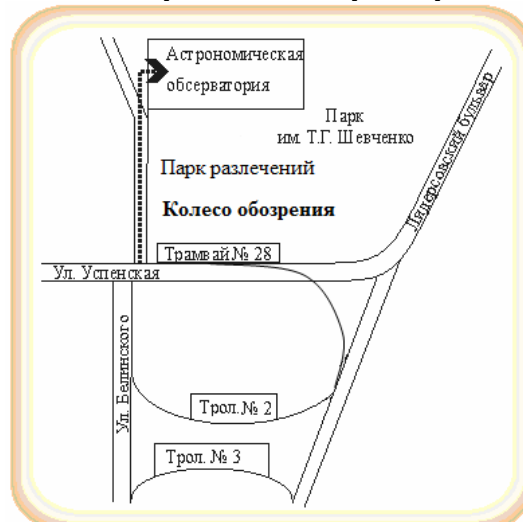 Астрономическая
обсерватория
Парк
им. Т.Г. Шевченко
Лидерсовский бульвар
Парк разлечений
Колесо обозрения
Трамвай № 28
Ул. Успенская
Ул. Белинского
Трол. № 2
Трол. № 3